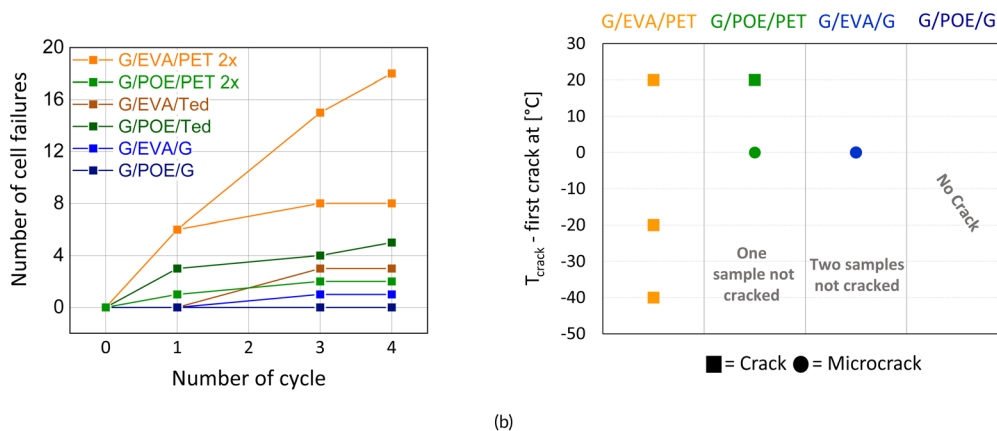 Number of cell failures
20
16
12
8
4
0
G/EVA/PET 2x
G/POE/PET 2x
G/EVA/Ted
G/POE/Ted
G/EVA/G
G/POE/G
0 1 2 3 4
Number of cycle
G/EVA/PET G/POE/PET G/EVA/G G/POE/G
T_crack - first crack at [°C]
30
20
10
0
-10
-20
-30
-40
-50
One
sample not
cracked
Two samples
not cracked
No Crack
= Crack = Microcrack
(b)